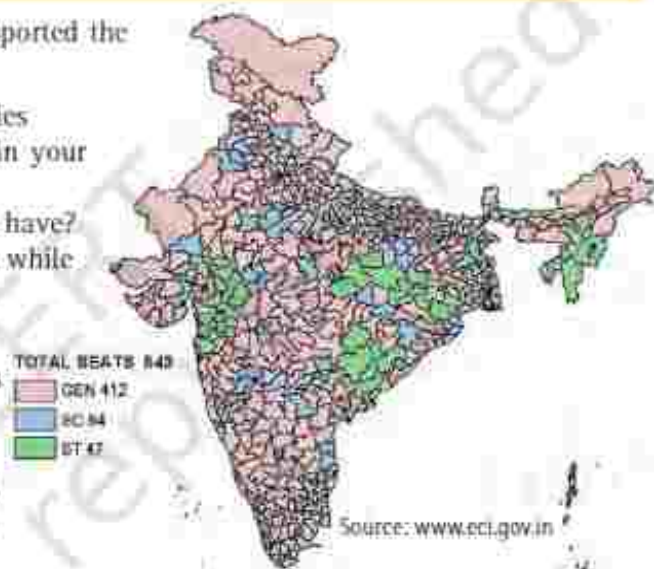 ported the
ies
in your
have?
while
TOTAL SEATS 543
GEN 412
SC 84
ST 47
Source: www.eci.gov.in